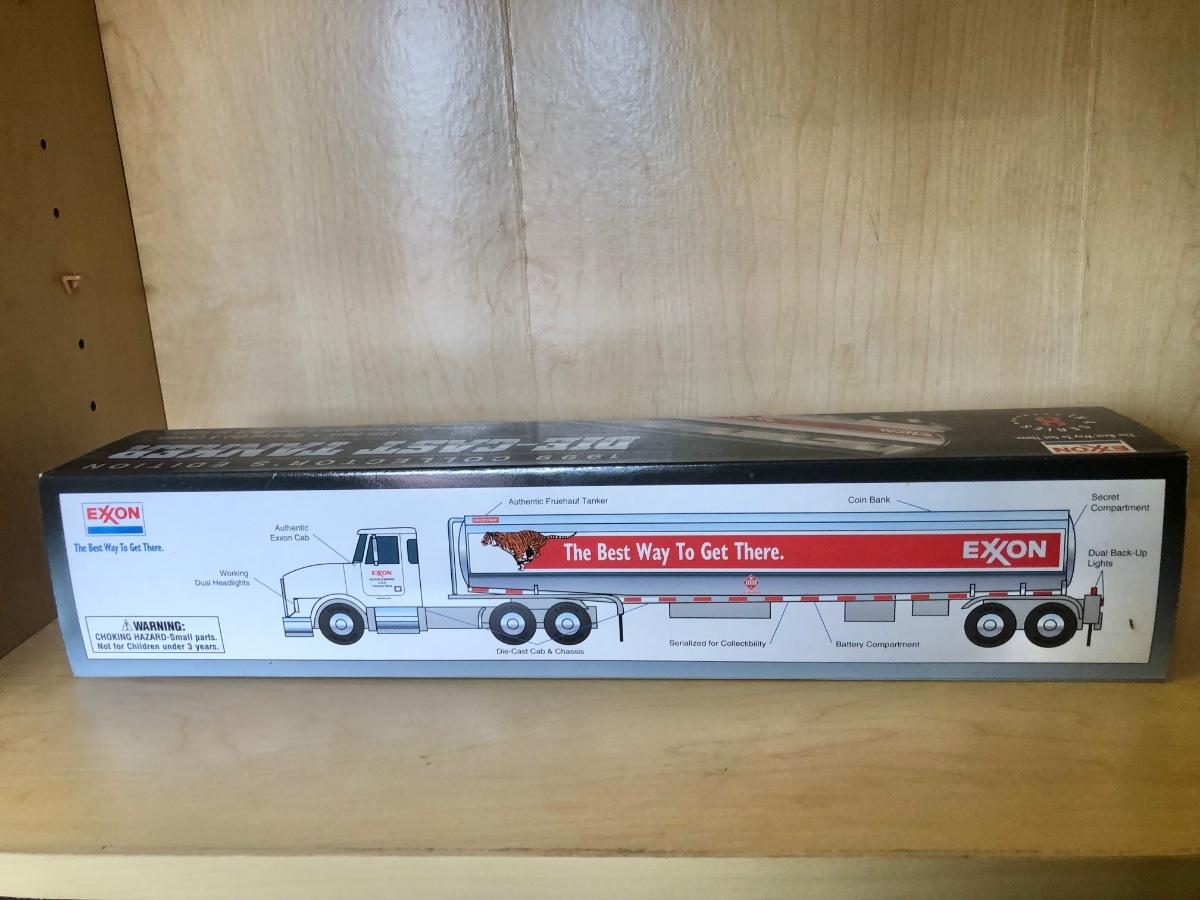 1999 COLLECTOR'S EDITION
DIE-CAST TANKER
EXXON
EXXON
The Best Way To Get There.
Authentic
Exxon Cab
Working
Dual Headlights
WARNING:
CHOKING HAZARD-Small parts.
Not for Children under 3 years.
Authentic Fruehauf Tanker
Coin Bank
Secret
Compartment
Dual Back-Up
Lights
The Best Way To Get There.
EXXON
EXXON
Die-Cast Cab & Chassis
Serialized for Collectibility
Battery Compartment